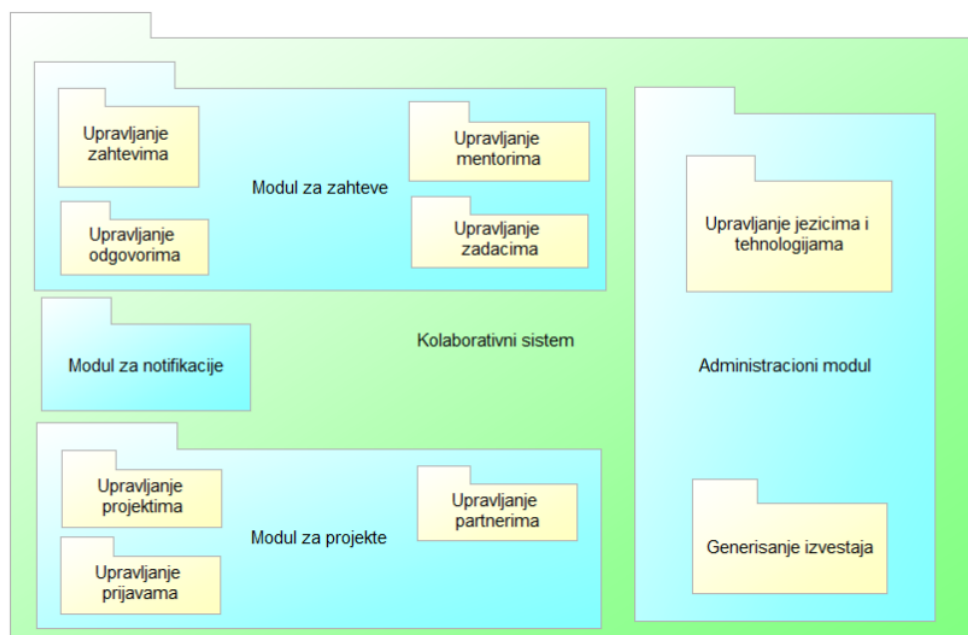 Upravljanje
zahtevima
Upravljanje
odgovorima
Modul za zahteve
Upravljanje
mentorima
Upravljanje
zadacima
Modul za notifikacije
Kolaborativni sistem
Upravljanje
projektima
Upravljanje
prijavama
Modul za projekte
Upravljanje
partnerima
Upravljanje jezicima i
tehnologijama
Administracioni modul
Generisanje izvestaja